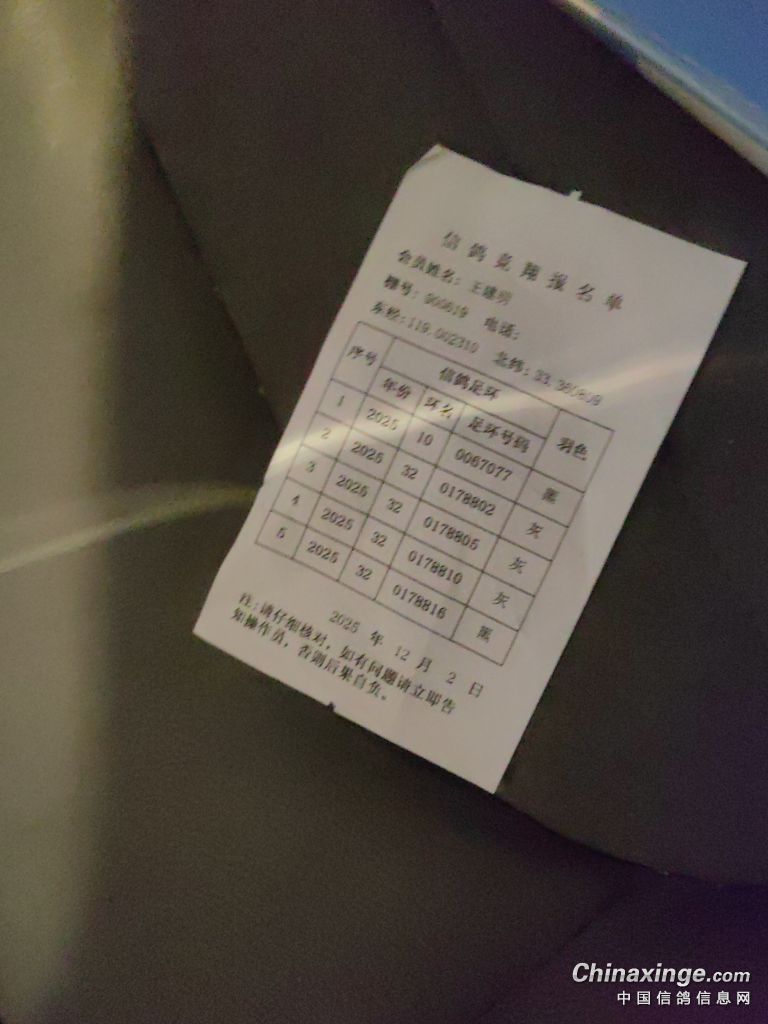 信鸽竞翔报名单
会员姓名：王建明
棚号：000619 电话：
东经：119.002310 北纬：33.360809
序号 信鸽足环 羽色
年份 环名 足环号码
1 2025 10 0067077 黑
2 2025 32 0178802 灰
3 2025 32 0178805 灰
4 2025 32 0178810 灰
5 2025 32 0178816 黑
2025 年 12 月 2 日
注：请仔细核对，如有问题请立即告
知操作员，否则后果自负。
Chinaxinge.com
中国信鸽信息网